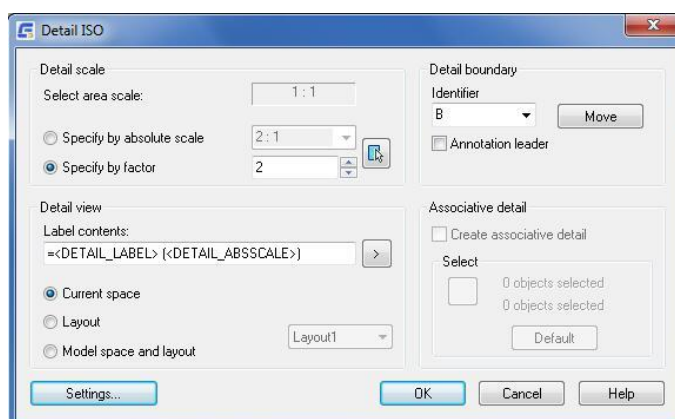 Detail ISO
Detail scale
Select area scale:
1 : 1
Specify by absolute scale
2 : 1
Specify by factor
2
Detail boundary
Identifier
B
Move
Annotation leader
Detail view
Label contents:
=<DETAIL_LABEL> (<DETAIL_ABSSCALE>)
>
Current space
Layout
Model space and layout
Layout1
Associative detail
Create associative detail
Select
0 objects selected
0 objects selected
Default
Settings...
OK
Cancel
Help